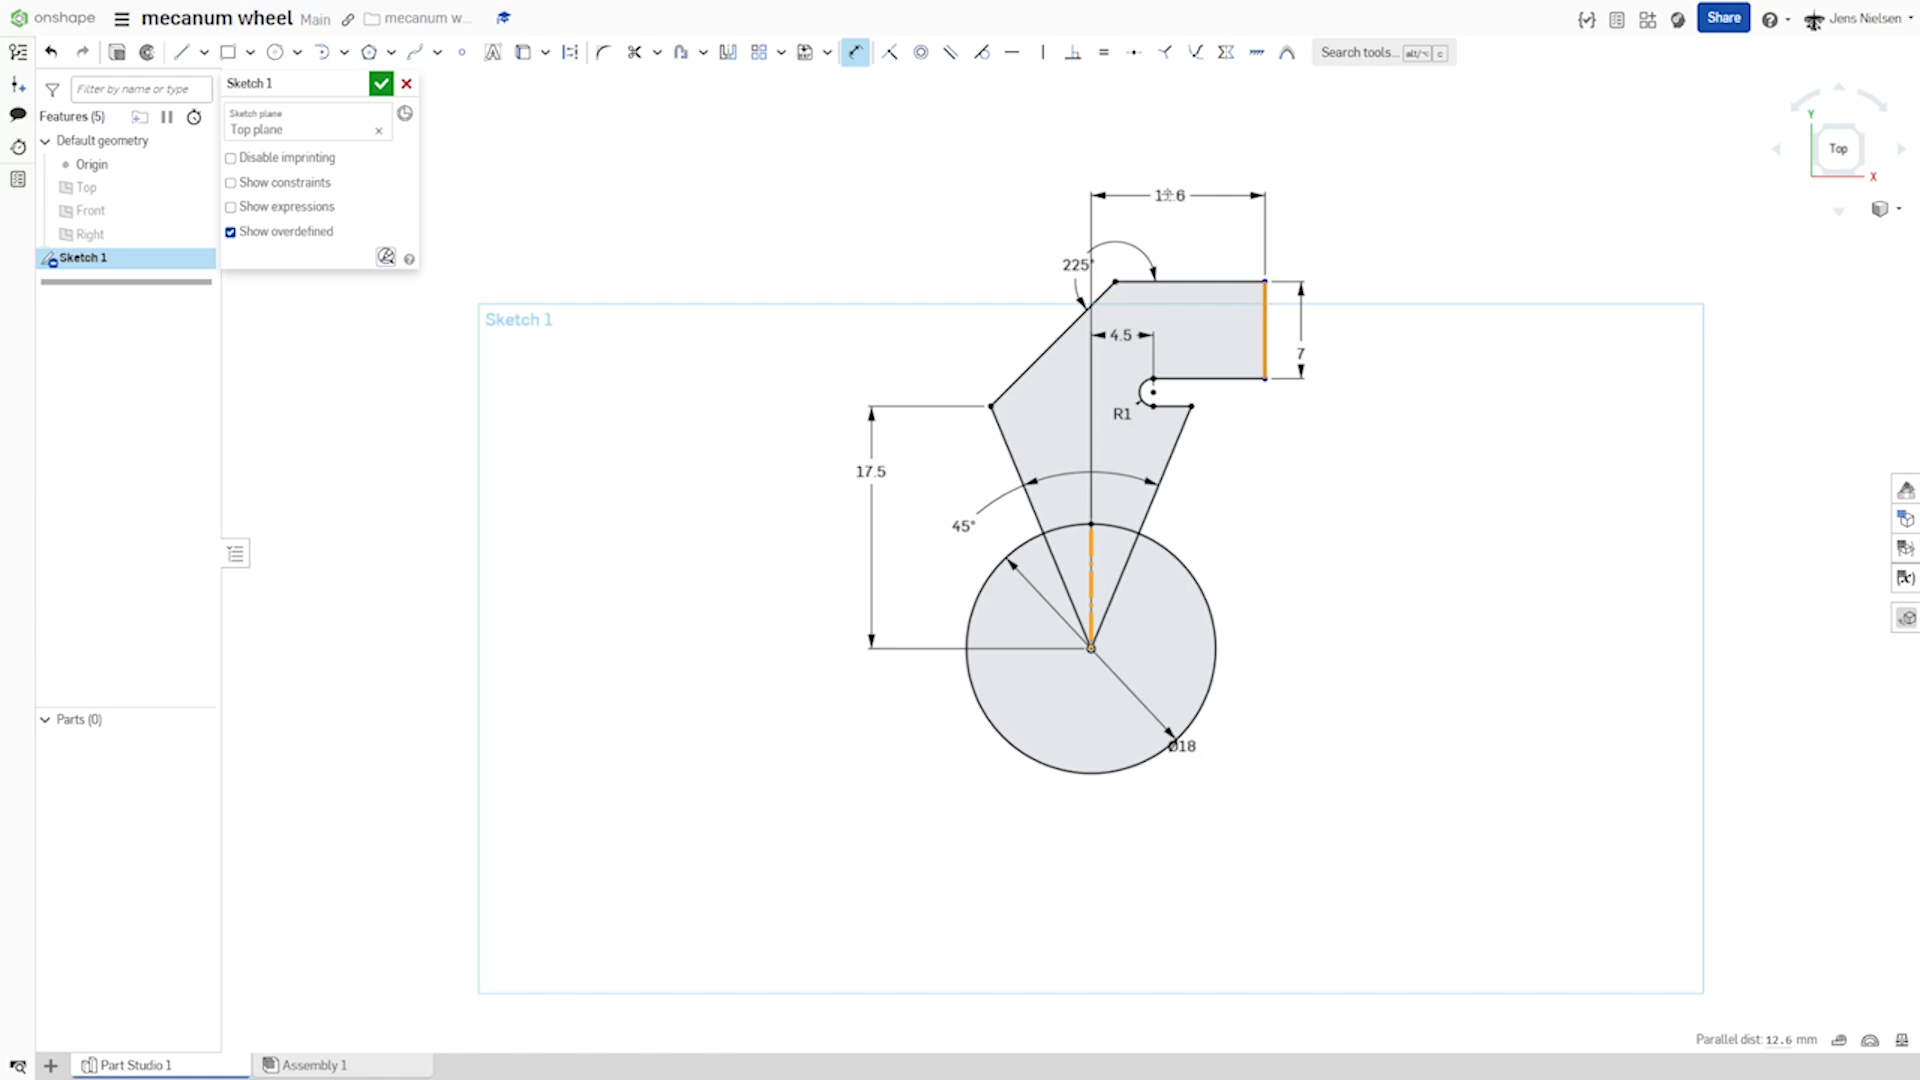 onshape mecanum wheel Main mecanum w... Share Jens Nielsen
Search tools... alt/⌥ c
Filter by name or type
Features (5)
Default geometry
Origin
Top
Front
Right
Sketch 1
Sketch 1
Sketch plane
Top plane
Disable imprinting
Show constraints
Show expressions
Show overdefined
Y
Top
X
Sketch 1
225°
4.5
7
R1
17.5
45°
Ø18
Parts (0)
Parallel dist: 12.6 mm
Part Studio 1 Assembly 1